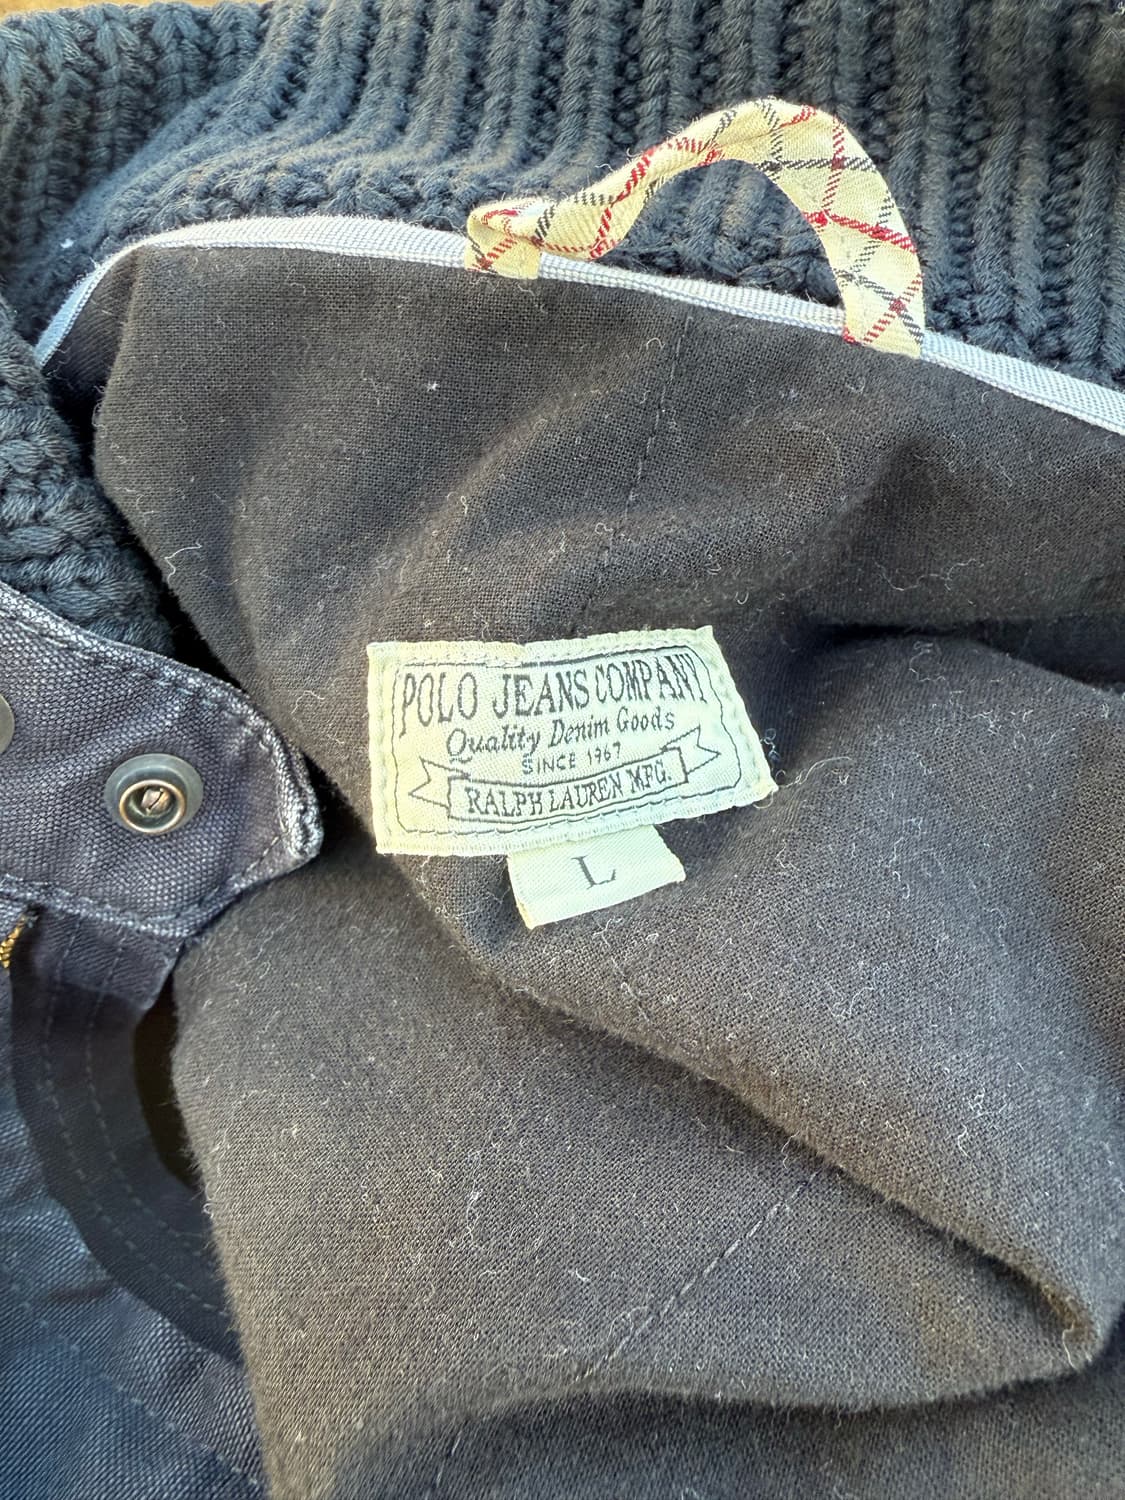 POLO JEANS COMPANY
Quality Denim Goods
SINCE 1967
RALPH LAUREN MFG.
L